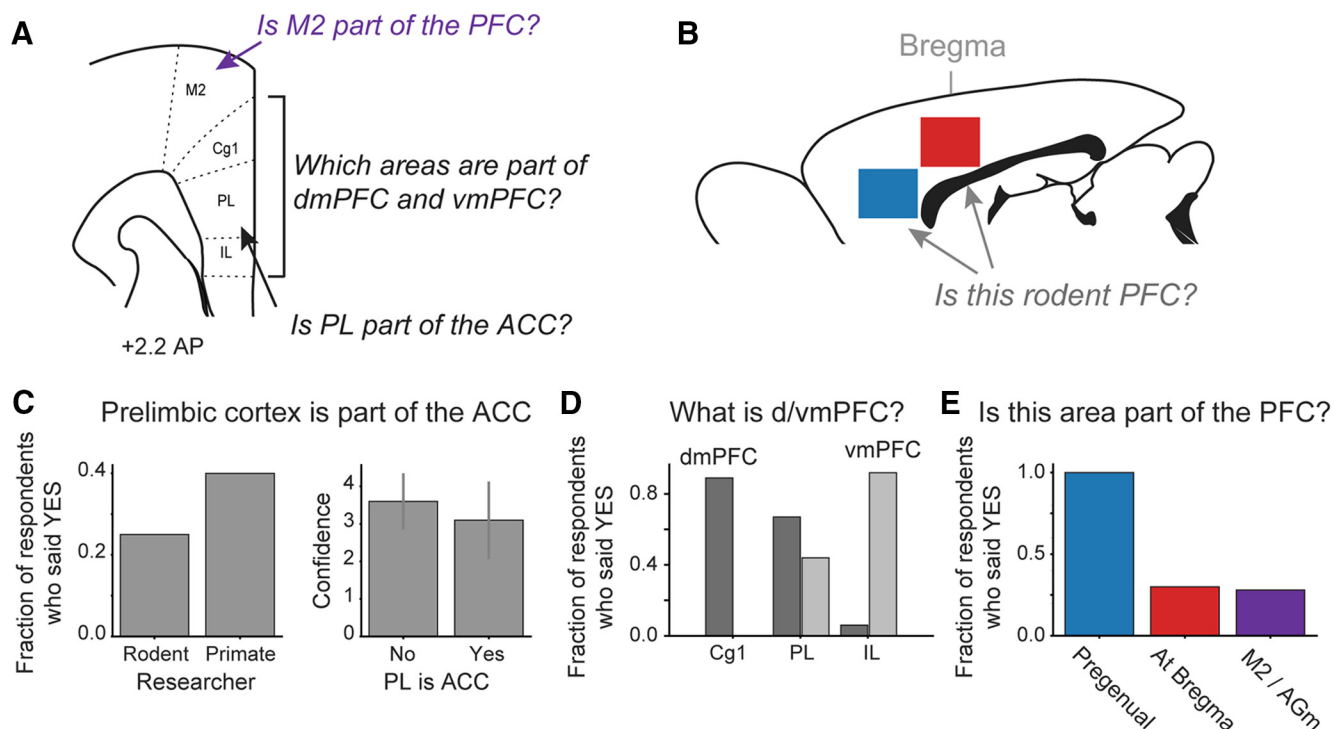 A
Is M2 part of the PFC?
M2
Cg1
PL
IL
Which areas are part of
dmPFC and vmPFC?
Is PL part of the ACC?
+2.2 AP
B
Bregma
Is this rodent PFC?
C
Prelimbic cortex is part of the ACC
Fraction of respondents
who said YES
0.4
0.2
0.0
Rodent Primate
Researcher
Confidence
4
3
2
1
0
No Yes
PL is ACC
D
What is d/vmPFC?
Fraction of respondents
who said YES
dmPFC vmPFC
0.8
0.4
0.0
Cg1 PL IL
E
Is this area part of the PFC?
Fraction of respondents
who said YES
1.0
0.5
0.0
Pregenual
At Bregma
M2 / AGm